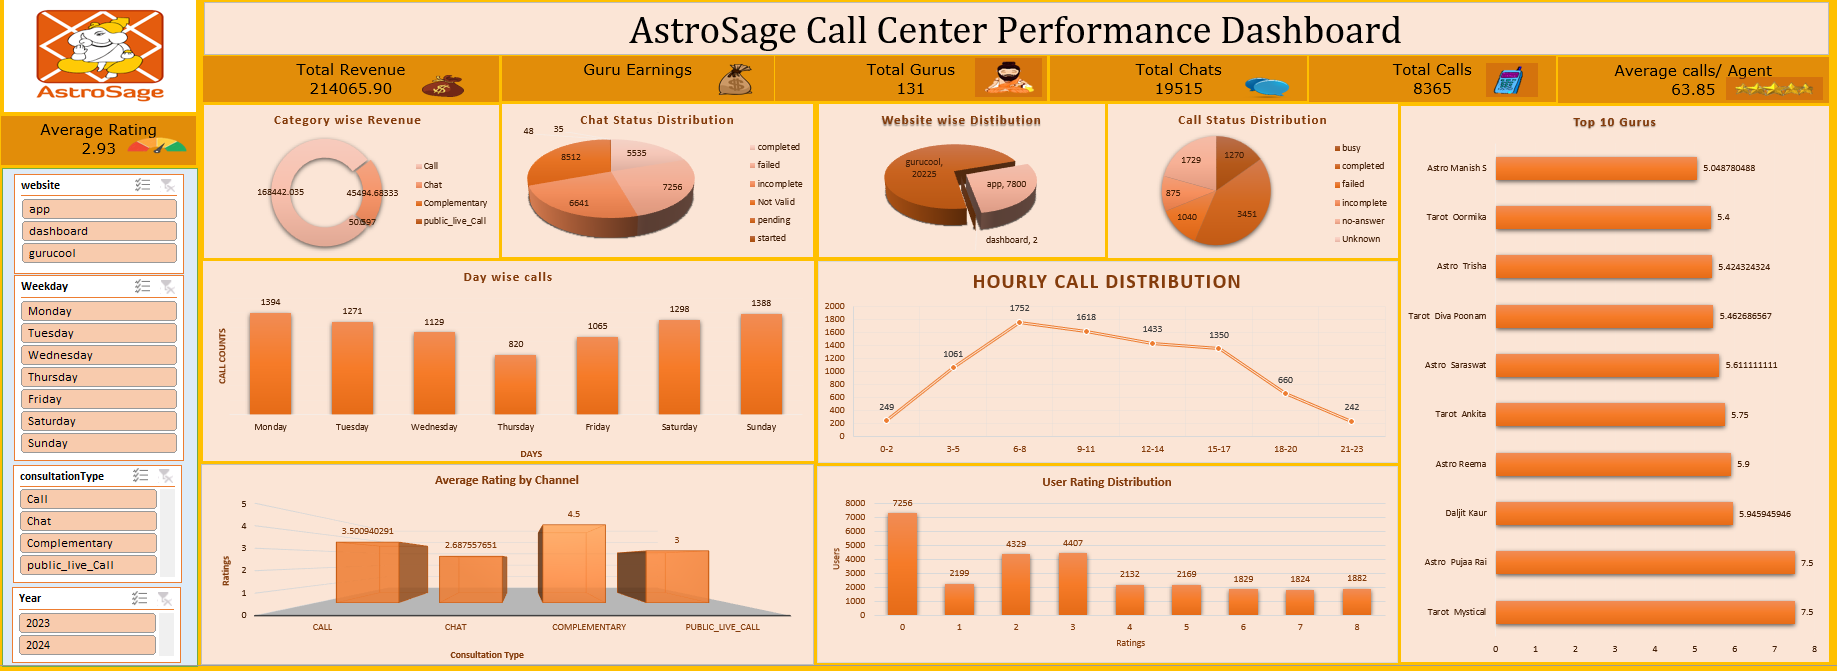 AstroSage
AstroSage Call Center Performance Dashboard
Total Revenue
214065.90
Guru Earnings
Total Gurus
131
Total Chats
19515
Total Calls
8365
Average calls/ Agent
63.85
Average Rating
2.93
website
app
dashboard
gurucool
Weekday
Monday
Tuesday
Wednesday
Thursday
Friday
Saturday
Sunday
consultationType
Call
Chat
Complementary
public_live_Call
Year
2023
2024
Category wise Revenue
168442.035
45494.68333
Call
Chat
Complementary
public_live_Call
Chat Status Distribution
48
35
8512
5535
7256
6641
completed
failed
incomplete
Not Valid
pending
started
Website wise Distibution
gurucool,
20225
app, 7800
dashboard, 2
Call Status Distribution
1729
1270
875
1040
3451
busy
completed
failed
incomplete
no-answer
Unknown
Day wise calls
CALL COUNTS
1394
1271
1129
820
1065
1298
1388
Monday
Tuesday
Wednesday
Thursday
Friday
Saturday
Sunday
DAYS
HOURLY CALL DISTRIBUTION
2000
1800
1600
1400
1200
1000
800
600
400
200
0
249
1061
1752
1618
1433
1350
660
242
0-2
3-5
6-8
9-11
12-14
15-17
18-20
21-23
Average Rating by Channel
Ratings
5
4
3
2
1
0
3.500940291
2.687557651
4.5
3
CALL
CHAT
COMPLEMENTARY
PUBLIC_LIVE_CALL
Consultation Type
User Rating Distribution
Users
8000
7000
6000
5000
4000
3000
2000
1000
0
7256
2199
4329
4407
2132
2169
1829
1824
1882
0
1
2
3
4
5
6
7
8
Ratings
Top 10 Gurus
Astro Manish S
5.048780488
Tarot Oormika
5.4
Astro Trisha
5.424324324
Tarot Diva Poonam
5.462686567
Astro Saraswat
5.611111111
Tarot Ankita
5.75
Astro Reema
5.9
Daljit Kaur
5.945945946
Astro Pujaa Rai
7.5
Tarot Mystical
7.5
0
1
2
3
4
5
6
7
8